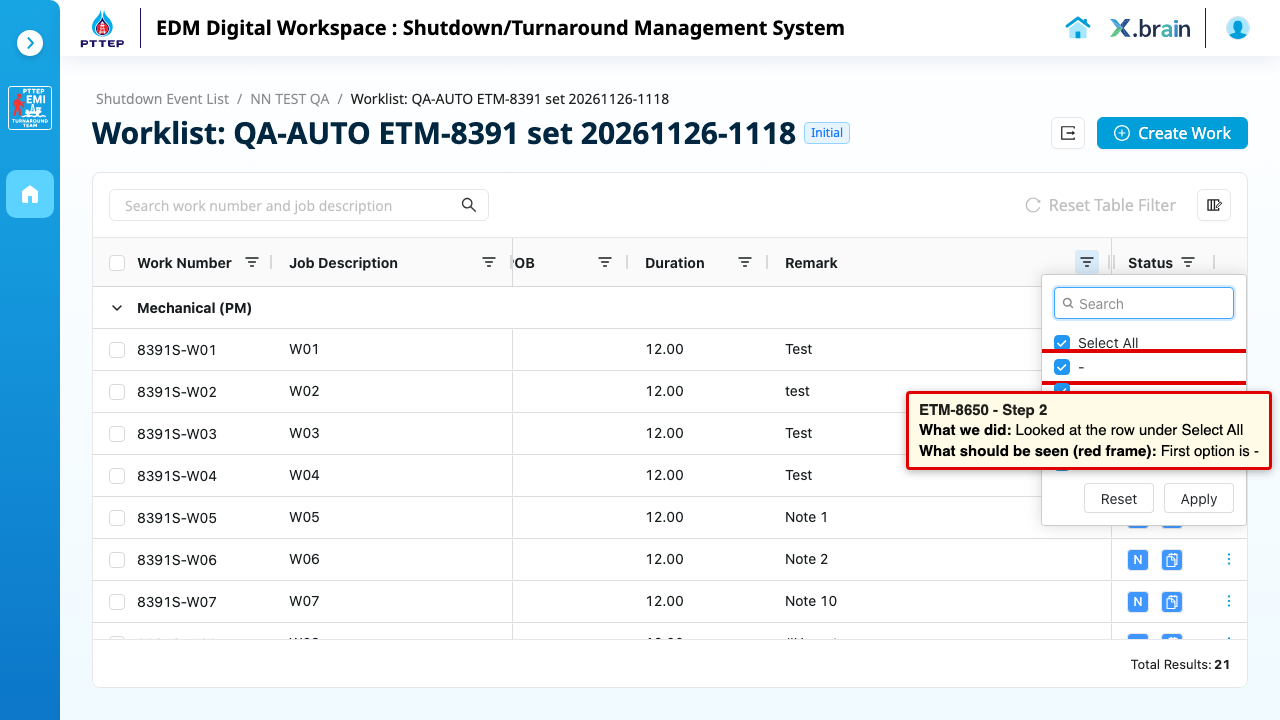 PTTEP
EDM Digital Workspace : Shutdown/Turnaround Management System
X.brain
PTTEP
EMI
TURNAROUND
TEAM
Shutdown Event List / NN TEST QA / Worklist: QA-AUTO ETM-8391 set 20261126-1118
Worklist: QA-AUTO ETM-8391 set 20261126-1118 Initial
Create Work
Search work number and job description
Reset Table Filter
Work Number Job Description OB Duration Remark Status
Mechanical (PM)
Search
Select All
-
8391S-W01 W01 12.00 Test
8391S-W02 W02 12.00 test
8391S-W03 W03 12.00 Test
8391S-W04 W04 12.00 Test
8391S-W05 W05 12.00 Note 1
8391S-W06 W06 12.00 Note 2 N
8391S-W07 W07 12.00 Note 10 N
ETM-8650 - Step 2
What we did: Looked at the row under Select All
What should be seen (red frame): First option is -
Reset Apply
Total Results: 21